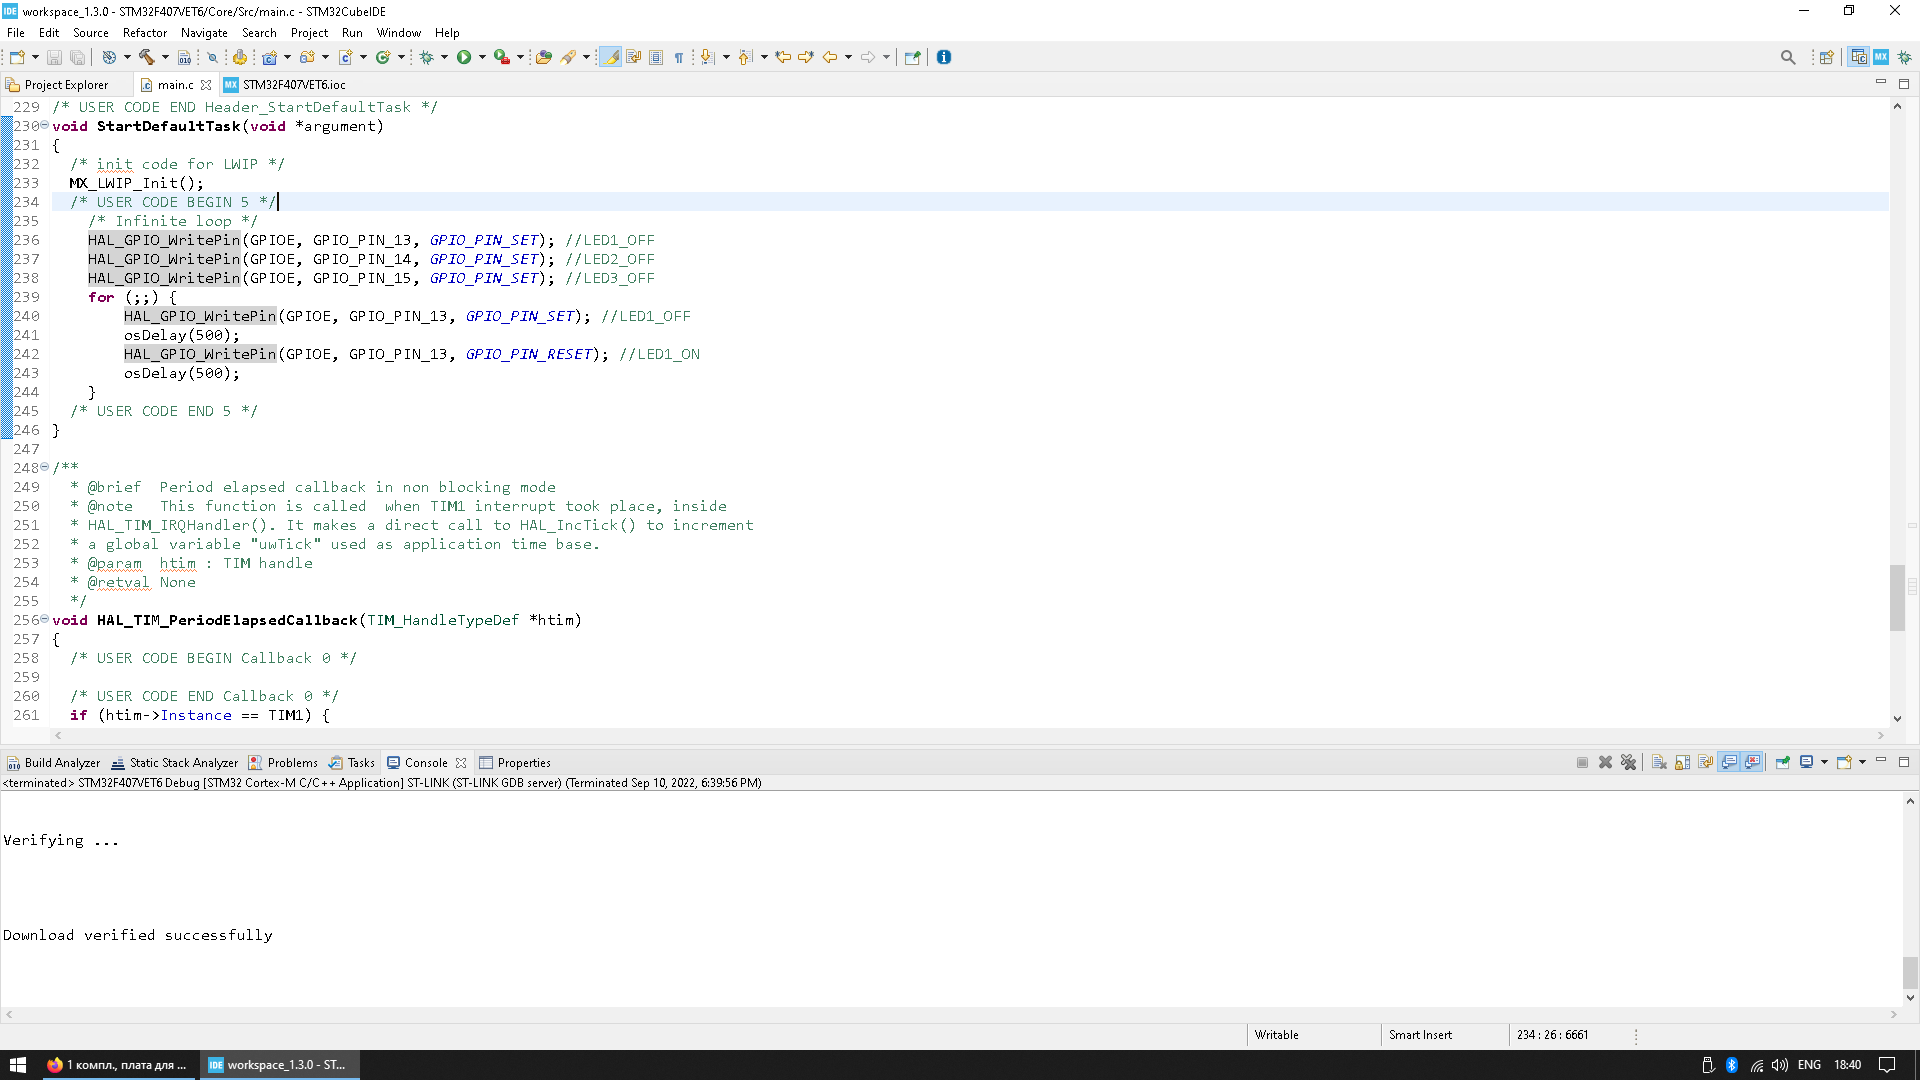 IDE workspace_1.3.0 - STM32F407VET6/Core/Src/main.c - STM32CubeIDE
File Edit Source Refactor Navigate Search Project Run Window Help
Project Explorer main.c MX STM32F407VET6.ioc
229 /* USER CODE END Header_StartDefaultTask */
230 void StartDefaultTask(void *argument)
231 {
232   /* init code for LWIP */
233   MX_LWIP_Init();
234   /* USER CODE BEGIN 5 */
235     /* Infinite loop */
236     HAL_GPIO_WritePin(GPIOE, GPIO_PIN_13, GPIO_PIN_SET); //LED1_OFF
237     HAL_GPIO_WritePin(GPIOE, GPIO_PIN_14, GPIO_PIN_SET); //LED2_OFF
238     HAL_GPIO_WritePin(GPIOE, GPIO_PIN_15, GPIO_PIN_SET); //LED3_OFF
239     for (;;) {
240         HAL_GPIO_WritePin(GPIOE, GPIO_PIN_13, GPIO_PIN_SET); //LED1_OFF
241         osDelay(500);
242         HAL_GPIO_WritePin(GPIOE, GPIO_PIN_13, GPIO_PIN_RESET); //LED1_ON
243         osDelay(500);
244     }
245   /* USER CODE END 5 */
246 }
247
248 /**
249   * @brief  Period elapsed callback in non blocking mode
250   * @note   This function is called  when TIM1 interrupt took place, inside
251   * HAL_TIM_IRQHandler(). It makes a direct call to HAL_IncTick() to increment
252   * a global variable "uwTick" used as application time base.
253   * @param  htim : TIM handle
254   * @retval None
255   */
256 void HAL_TIM_PeriodElapsedCallback(TIM_HandleTypeDef *htim)
257 {
258   /* USER CODE BEGIN Callback 0 */
259
260   /* USER CODE END Callback 0 */
261   if (htim->Instance == TIM1) {
Build Analyzer Static Stack Analyzer Problems Tasks Console Properties
<terminated> STM32F407VET6 Debug [STM32 Cortex-M C/C++ Application] ST-LINK (ST-LINK GDB server) (Terminated Sep 10, 2022, 6:39:56 PM)
Verifying ...
Download verified successfully
Writable Smart Insert 234 : 26 : 6661
1 компл., плата для ... IDE workspace_1.3.0 - ST... ENG 18:40